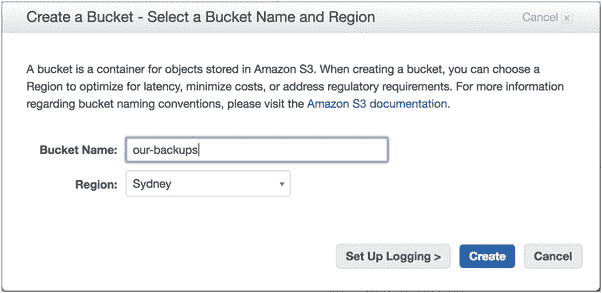 Create a Bucket - Select a Bucket Name and Region
Cancel x
A bucket is a container for objects stored in Amazon S3. When creating a bucket, you can choose a
Region to optimize for latency, minimize costs, or address regulatory requirements. For more information
regarding bucket naming conventions, please visit the Amazon S3 documentation.
Bucket Name: our-backups
Region: Sydney
Set Up Logging > Create Cancel